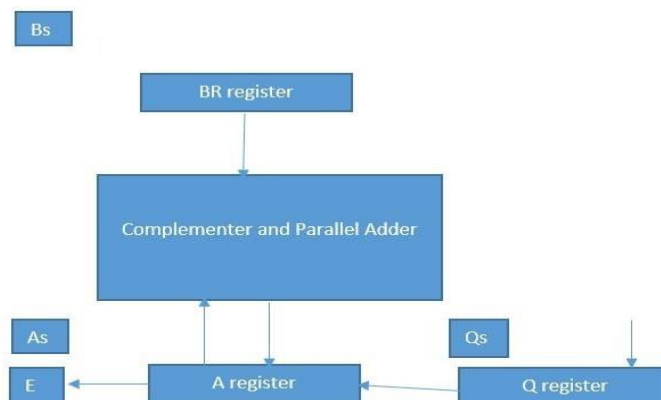 Bs
BR register
Complementer and Parallel Adder
As
Qs
E
A register
Q register